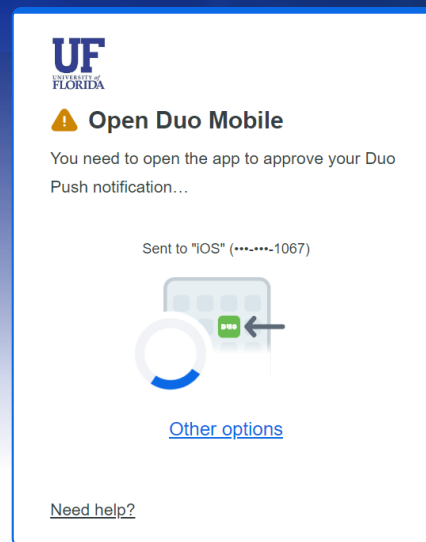 UF
UNIVERSITY of
FLORIDA
Open Duo Mobile
You need to open the app to approve your Duo
Push notification…
Sent to "iOS" (•••-•••-1067)
DUO
Other options
Need help?